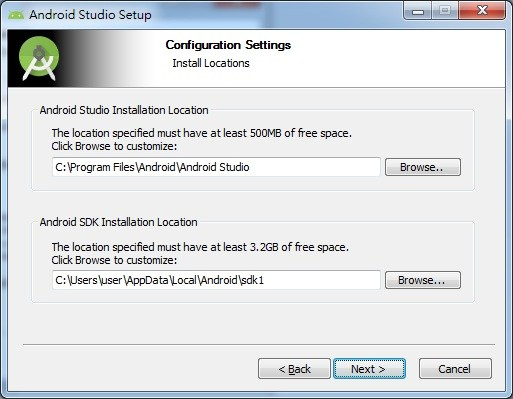 Android Studio Setup
Configuration Settings
Install Locations
Android Studio Installation Location
The location specified must have at least 500MB of free space.
Click Browse to customize:
C:\Program Files\Android\Android Studio
Browse..
Android SDK Installation Location
The location specified must have at least 3.2GB of free space.
Click Browse to customize:
C:\Users\user\AppData\Local\Android\sdk1
Browse...
< Back
Next >
Cancel